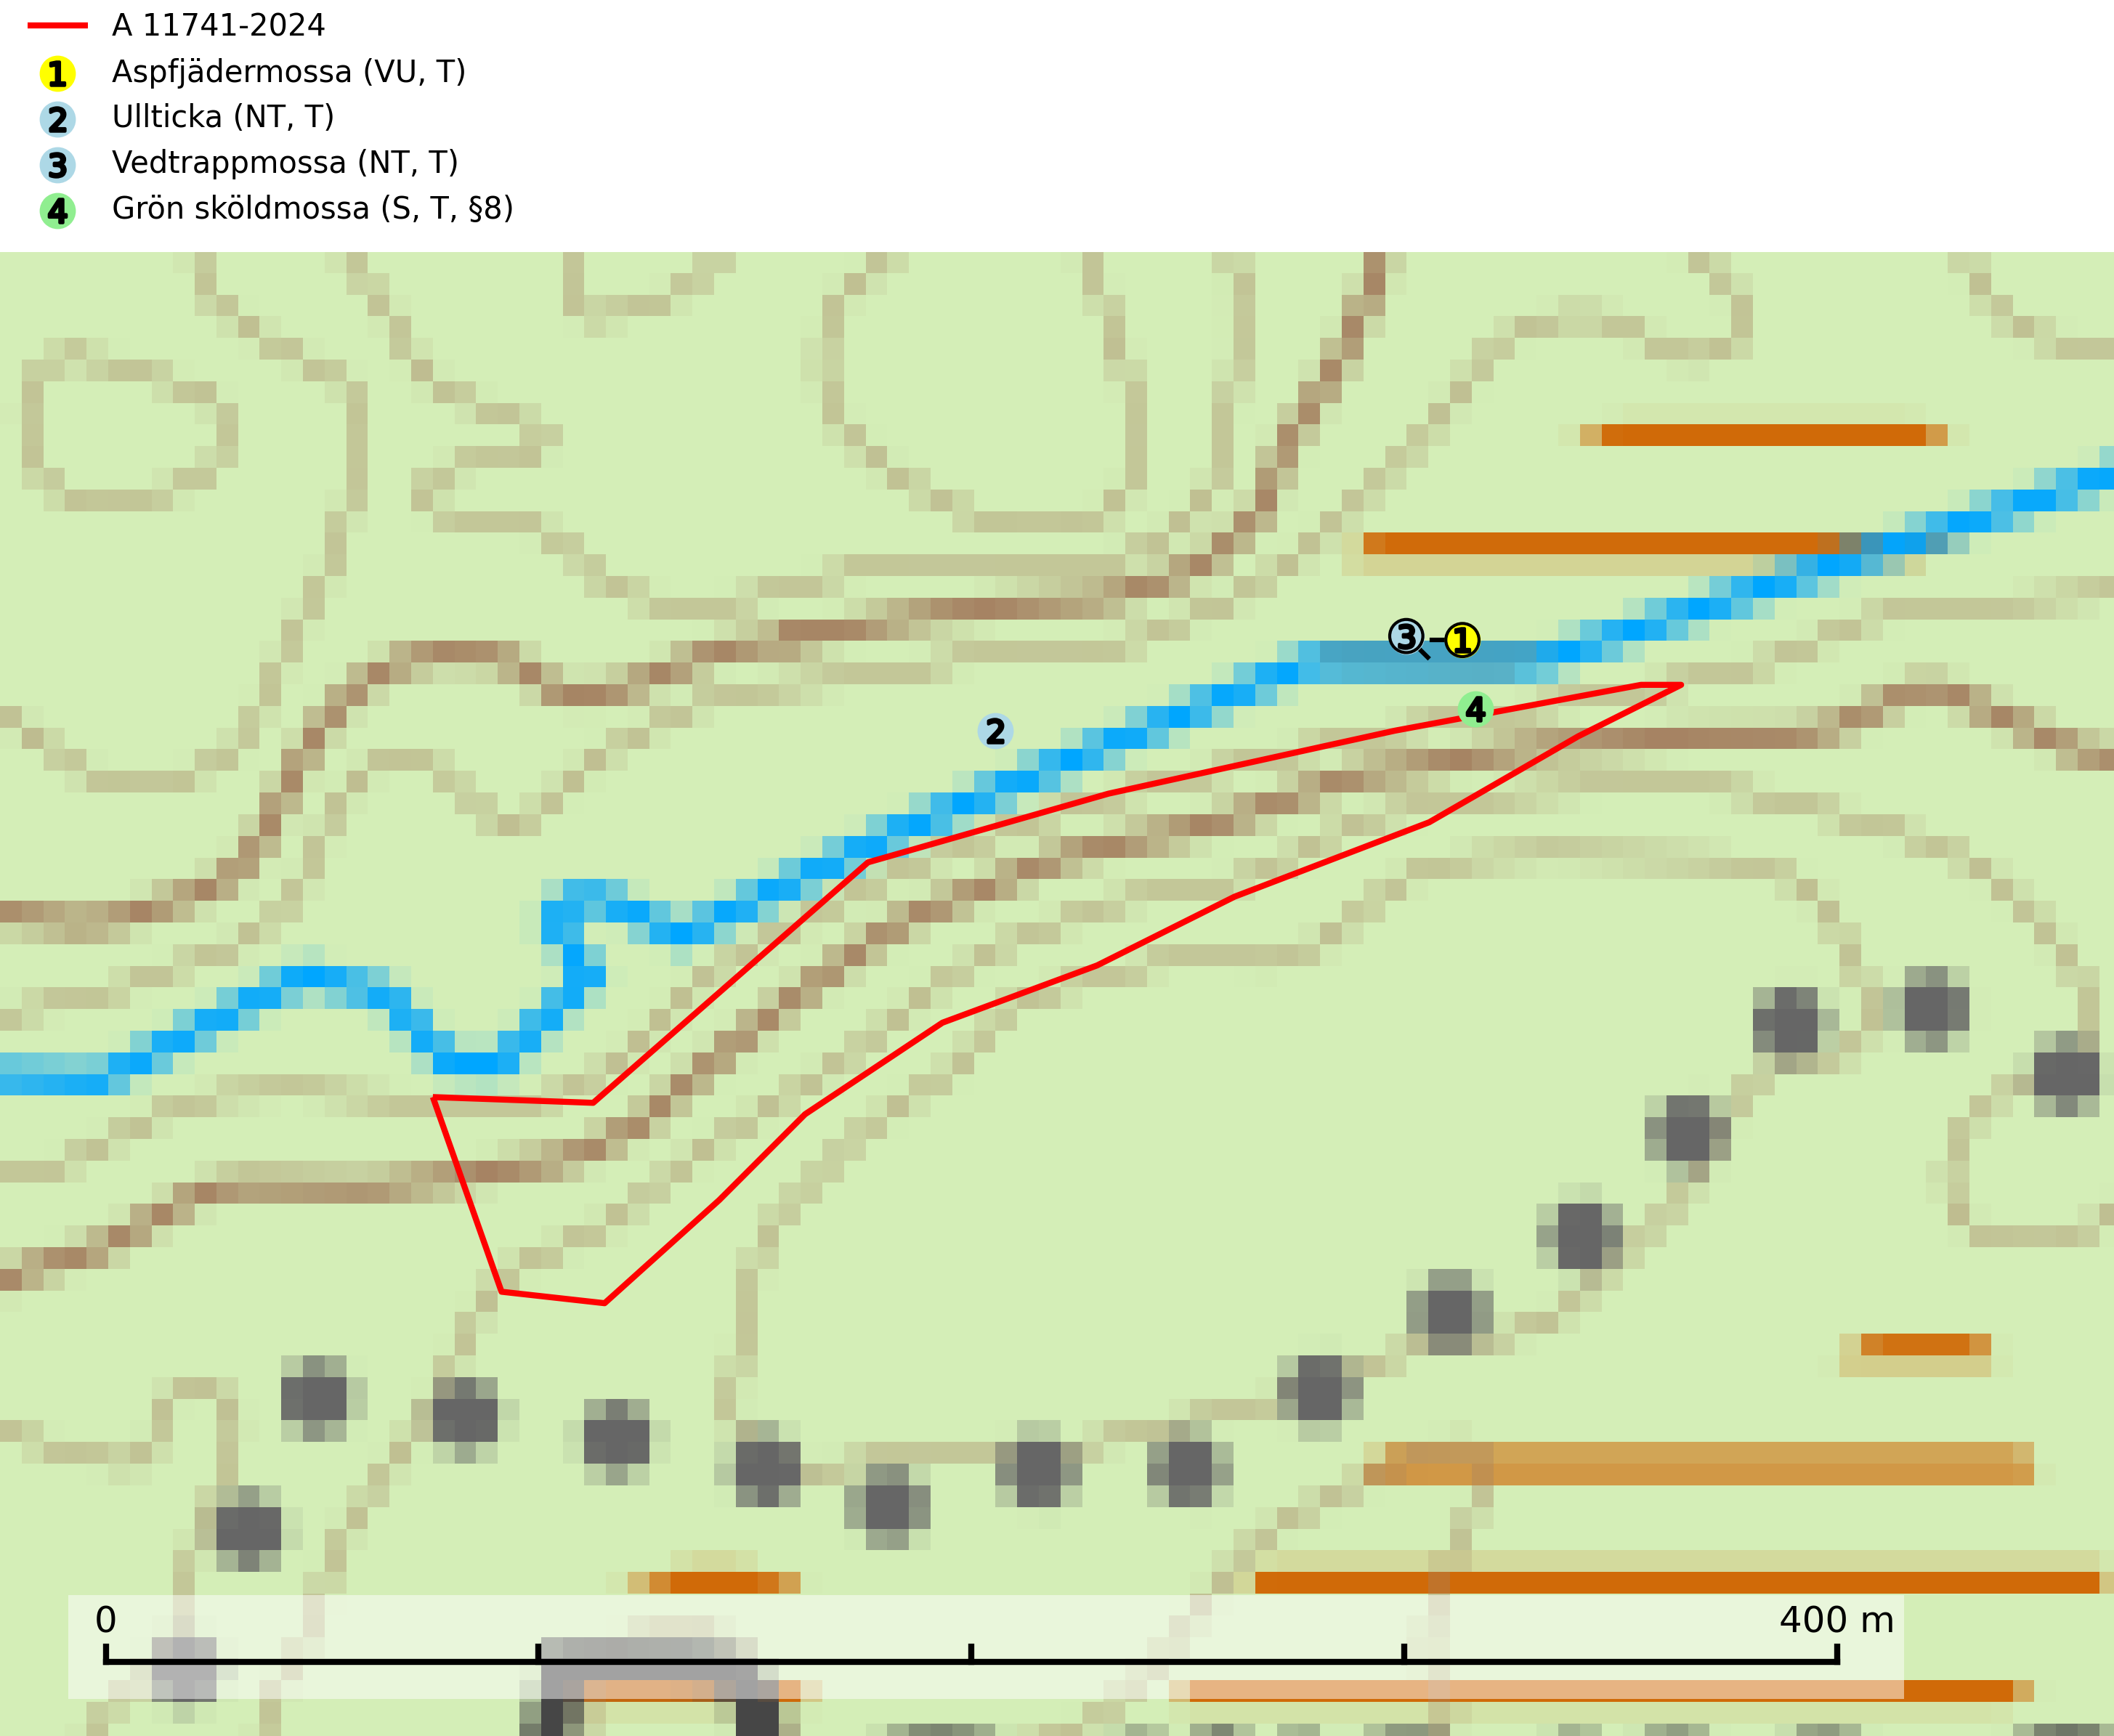 A 11741-2024
1 Aspfjädermossa (VU, T)
2 Ullticka (NT, T)
3 Vedtrappmossa (NT, T)
4 Grön sköldmossa (S, T, §8)
3 1
4
2
0 400 m